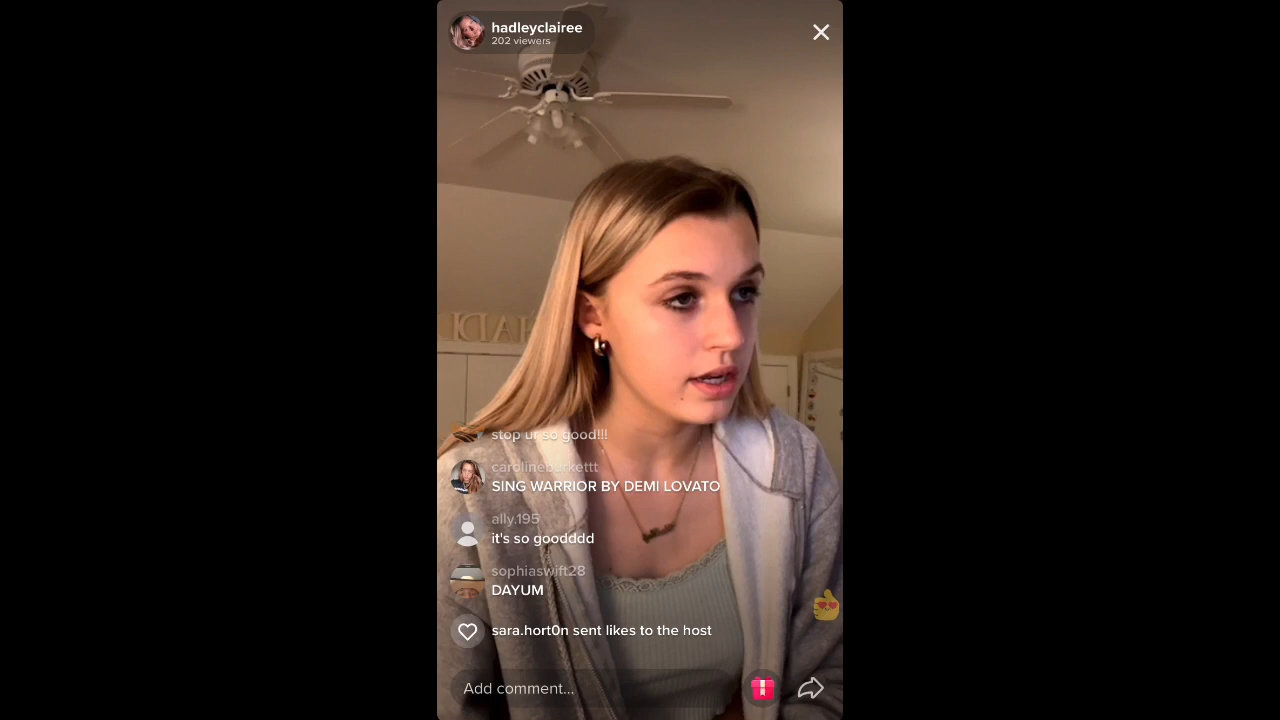 hadleyclairee
202 viewers
HADL
stop ur so good!!!
carolineburkettt
SING WARRIOR BY DEMI LOVATO
ally.195
it's so goodddd
sophiaswift28
DAYUM
sara.hort0n sent likes to the host
Add comment...